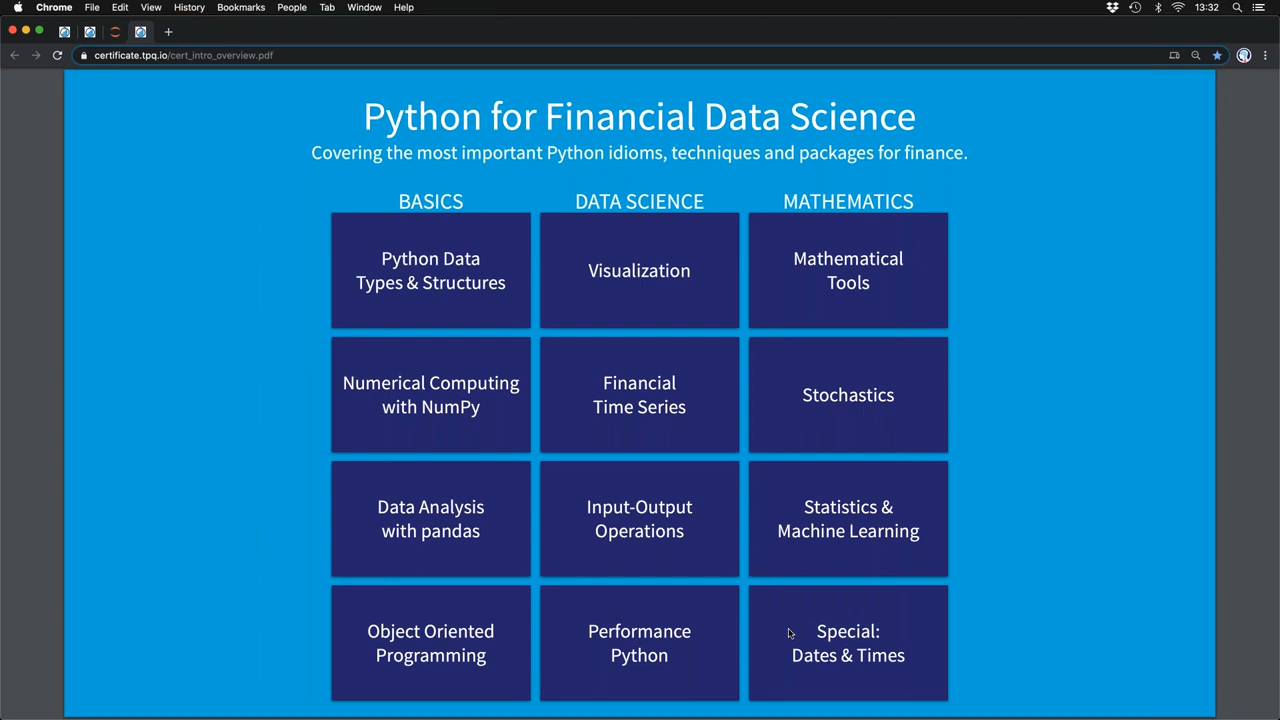 Chrome File Edit View History Bookmarks People Tab Window Help 13:32
certificate.tpq.io/cert_intro_overview.pdf
Python for Financial Data Science
Covering the most important Python idioms, techniques and packages for finance.
BASICS DATA SCIENCE MATHEMATICS
Python Data
Types & Structures
Visualization
Mathematical
Tools
Numerical Computing
with NumPy
Financial
Time Series
Stochastics
Data Analysis
with pandas
Input-Output
Operations
Statistics &
Machine Learning
Object Oriented
Programming
Performance
Python
Special:
Dates & Times